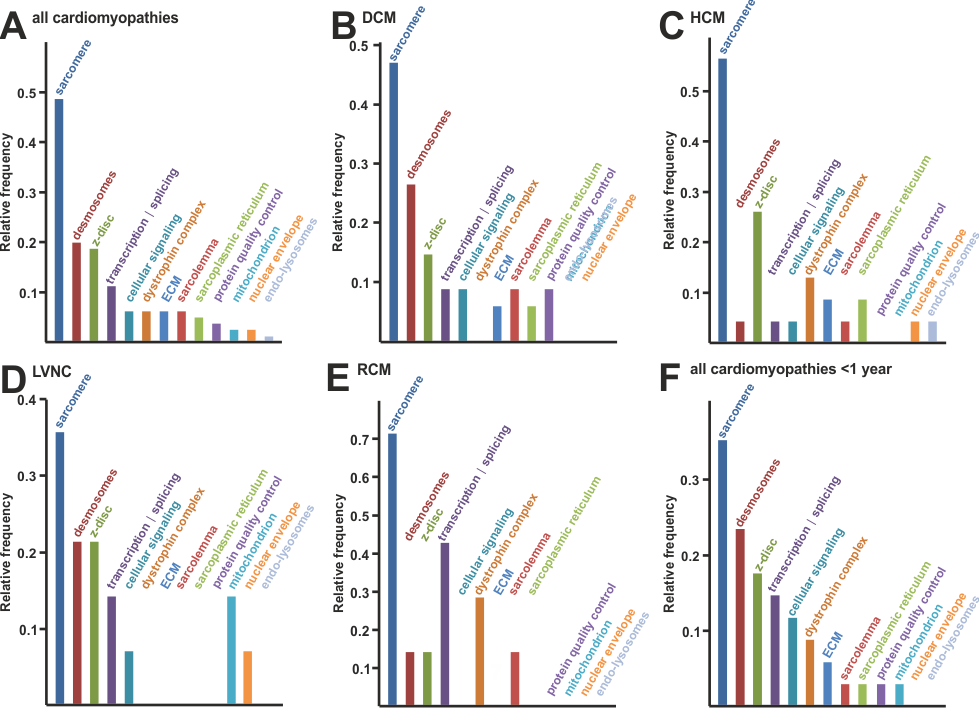 A all cardiomyopathies
Relative frequency
0.5
0.4
0.3
0.2
0.1
sarcomere
desmosomes
z-disc
transcription | splicing
cellular signaling
dystrophin complex
ECM
sarcolemma
sarcoplasmic reticulum
protein quality control
mitochondrion
nuclear envelope
endo-lysosomes
B DCM
Relative frequency
0.5
0.4
0.3
0.2
0.1
sarcomere
desmosomes
z-disc
transcription | splicing
cellular signaling
dystrophin complex
ECM
sarcolemma
sarcoplasmic reticulum
protein quality control
mitochondrion
nuclear envelope
C HCM
Relative frequency
0.5
0.4
0.3
0.2
0.1
sarcomere
desmosomes
z-disc
transcription | splicing
cellular signaling
dystrophin complex
ECM
sarcolemma
sarcoplasmic reticulum
protein quality control
mitochondrion
nuclear envelope
endo-lysosomes
D LVNC
Relative frequency
0.4
0.3
0.2
0.1
sarcomere
desmosomes
z-disc
transcription | splicing
cellular signaling
dystrophin complex
ECM
sarcolemma
sarcoplasmic reticulum
protein quality control
mitochondrion
nuclear envelope
endo-lysosomes
E RCM
Relative frequency
0.7
0.6
0.5
0.4
0.3
0.2
0.1
sarcomere
desmosomes
z-disc
transcription | splicing
cellular signaling
dystrophin complex
ECM
sarcolemma
sarcoplasmic reticulum
protein quality control
mitochondrion
nuclear envelope
endo-lysosomes
F all cardiomyopathies <1 year
Relative frequency
0.3
0.2
0.1
sarcomere
desmosomes
z-disc
transcription | splicing
cellular signaling
dystrophin complex
ECM
sarcolemma
sarcoplasmic reticulum
protein quality control
mitochondrion
nuclear envelope
endo-lysosomes